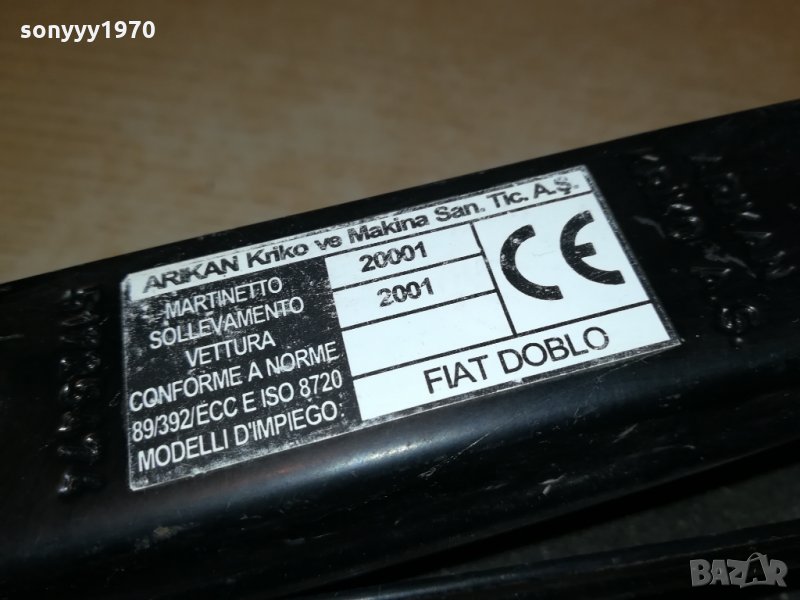 sonyyy1970
ARIKAN Kriko ve Makina San. Tic. A.Ş.
MARTINETTO
SOLLEVAMENTO
VETTURA
CONFORME A NORME
89/392/ECC E ISO 8720
MODELLI D'IMPIEGO:
20001
2001
CE
FIAT DOBLO
BAZAR